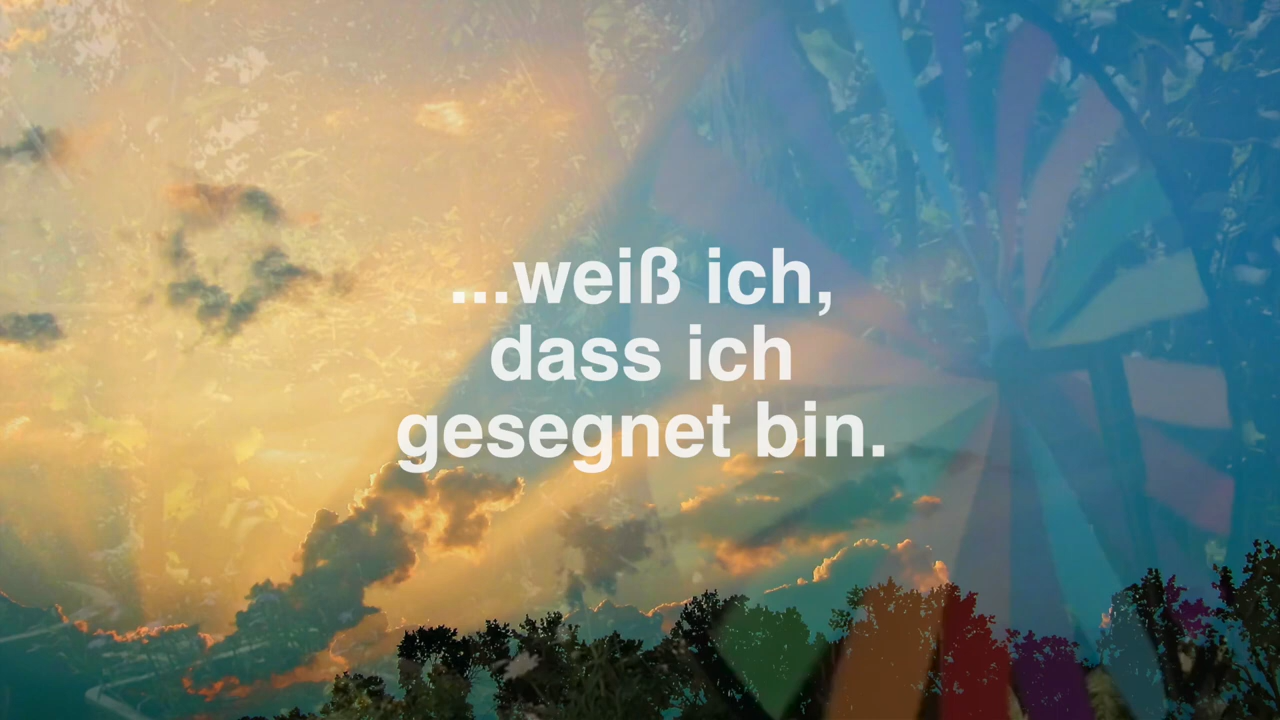 ...weiß ich,
dass ich
gesegnet bin.